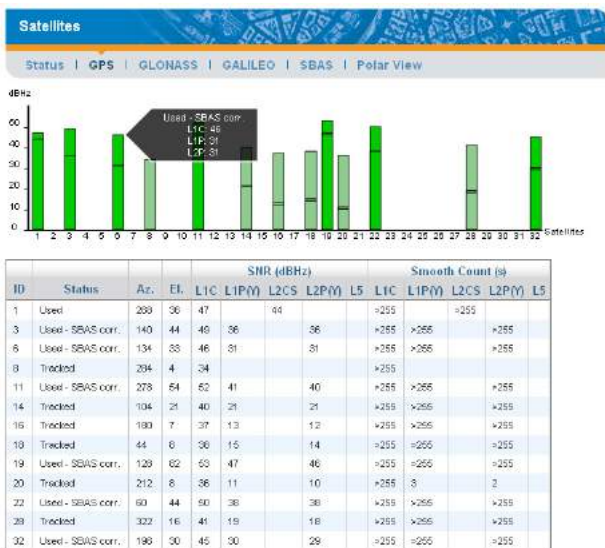 Satellites
Status | GPS | GLONASS | GALILEO | SBAS | Polar View
dBHz
Used - SBAS corr.
L1C: 46
L1P: 31
L2P: 31
60
40
30
20
10
0
1 2 3 4 5 6 7 8 9 10 11 12 13 14 15 16 17 18 19 20 21 22 23 24 25 26 27 28 29 30 31 32 Satellites
SNR (dBHz) Smooth Count (s)
ID Status Az. El. L1C L1P(Y) L2CS L2P(Y) L5 L1C L1P(Y) L2CS L2P(Y) L5
1 Used 288 36 47 44 >255 >255
3 Used - SBAS corr. 140 44 49 36 36 >255 >255 >255
6 Used - SBAS corr. 134 33 46 31 31 >255 >255 >255
8 Tracked 284 4 34 >255
11 Used - SBAS corr. 278 54 52 41 40 >255 >255 >255
14 Tracked 104 21 40 21 21 >255 >255 >255
16 Tracked 180 7 37 13 12 >255 >255 >255
18 Tracked 44 8 38 15 14 >255 >255 >255
19 Used - SBAS corr. 128 82 53 47 46 >255 >255 >255
20 Tracked 212 8 36 11 10 >255 3 2
22 Used - SBAS corr. 60 44 50 38 38 >255 >255 >255
28 Tracked 322 16 41 19 18 >255 >255 >255
32 Used - SBAS corr. 196 30 45 30 29 >255 >255 >255